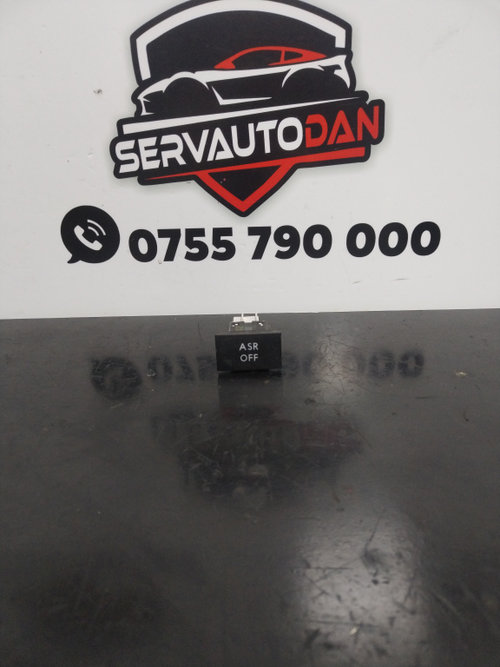 SERVAUTODAN
0755 790 000
ASR
OFF